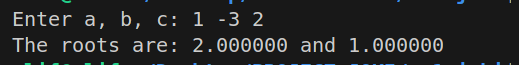 Enter a, b, c: 1 -3 2
The roots are: 2.000000 and 1.000000